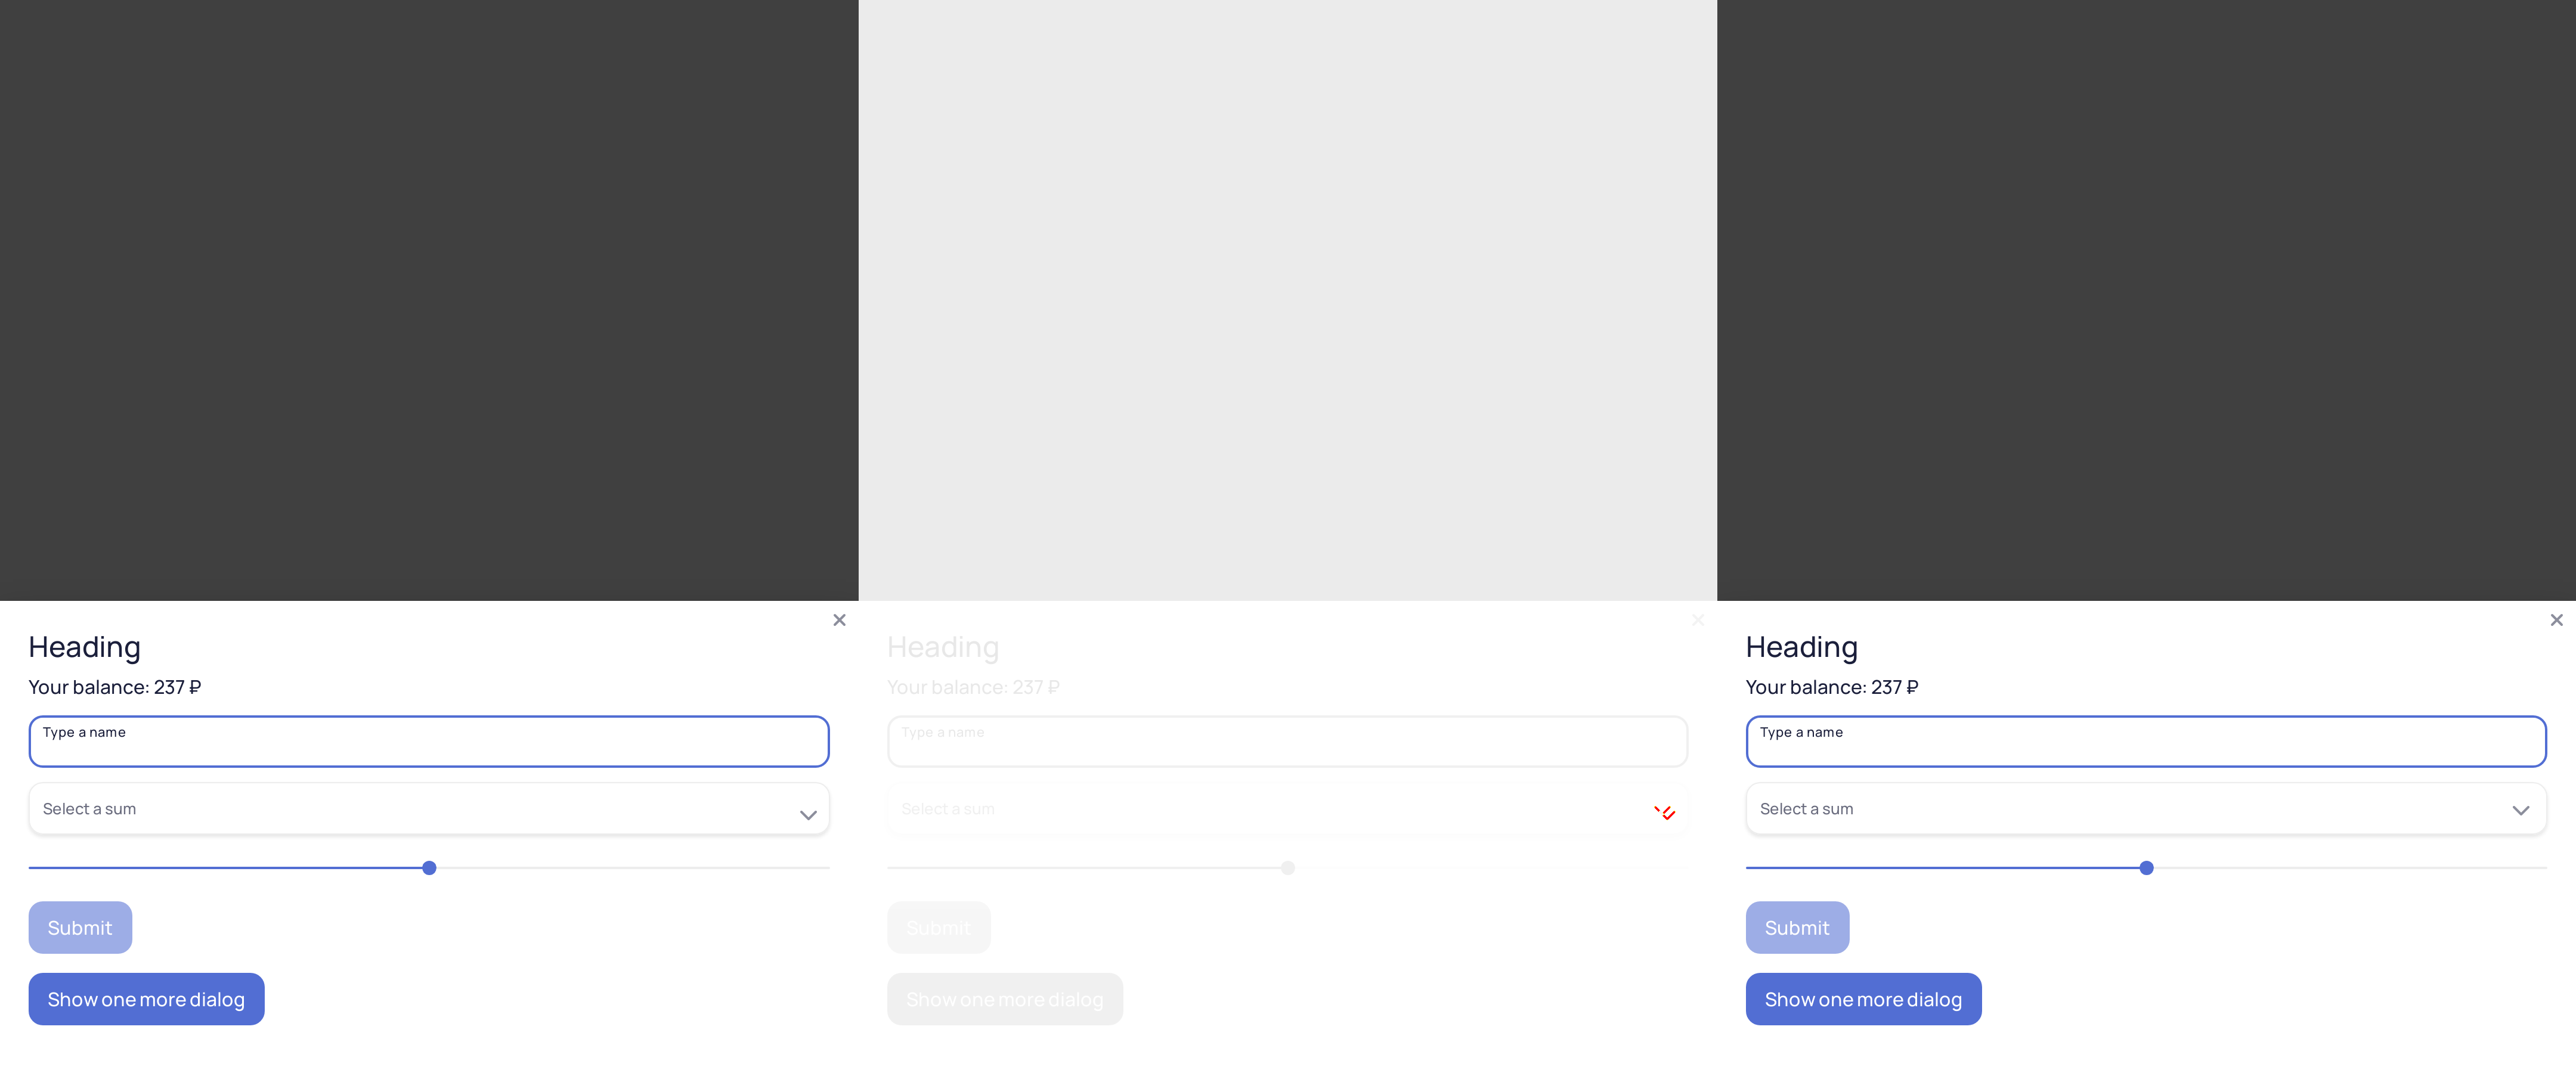 Heading
Your balance: 237 ₽
Type a name
Select a sum
Submit
Show one more dialog
Heading
Your balance: 237 ₽
Type a name
Select a sum
Submit
Show one more dialog
Heading
Your balance: 237 ₽
Type a name
Select a sum
Submit
Show one more dialog